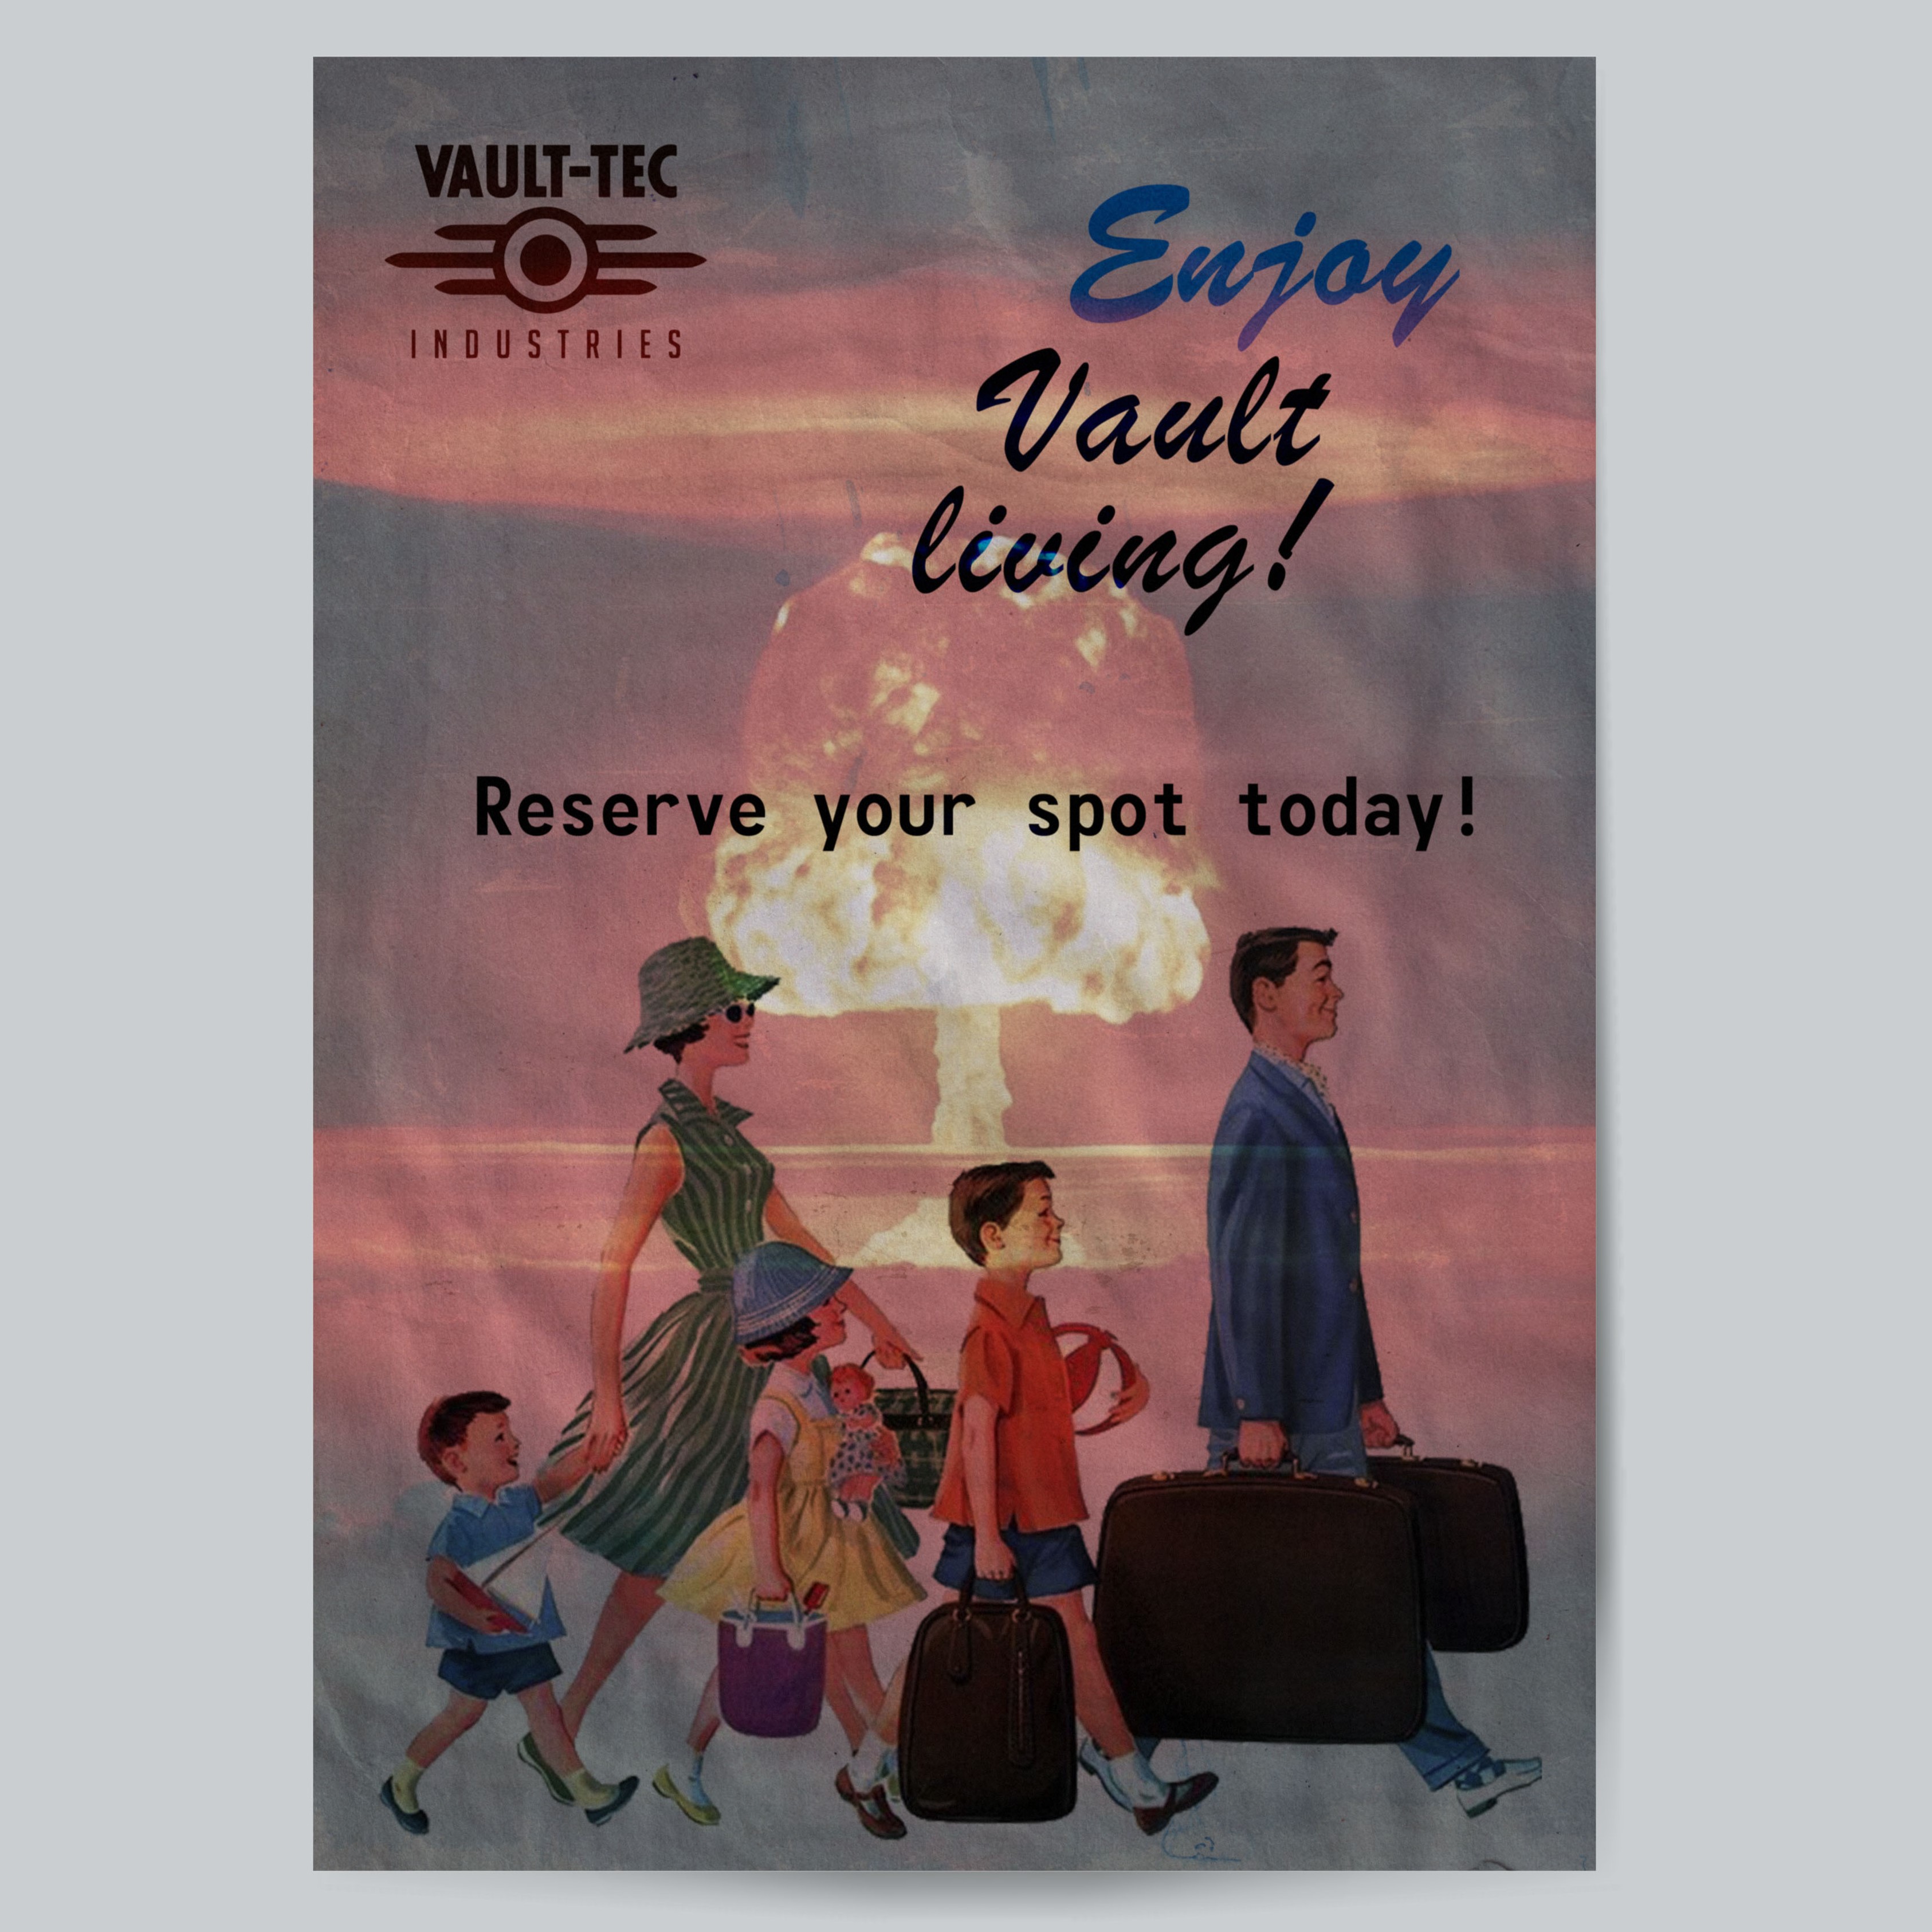 VAULT-TEC
INDUSTRIES
Enjoy
Vault
living!
Reserve your spot today!